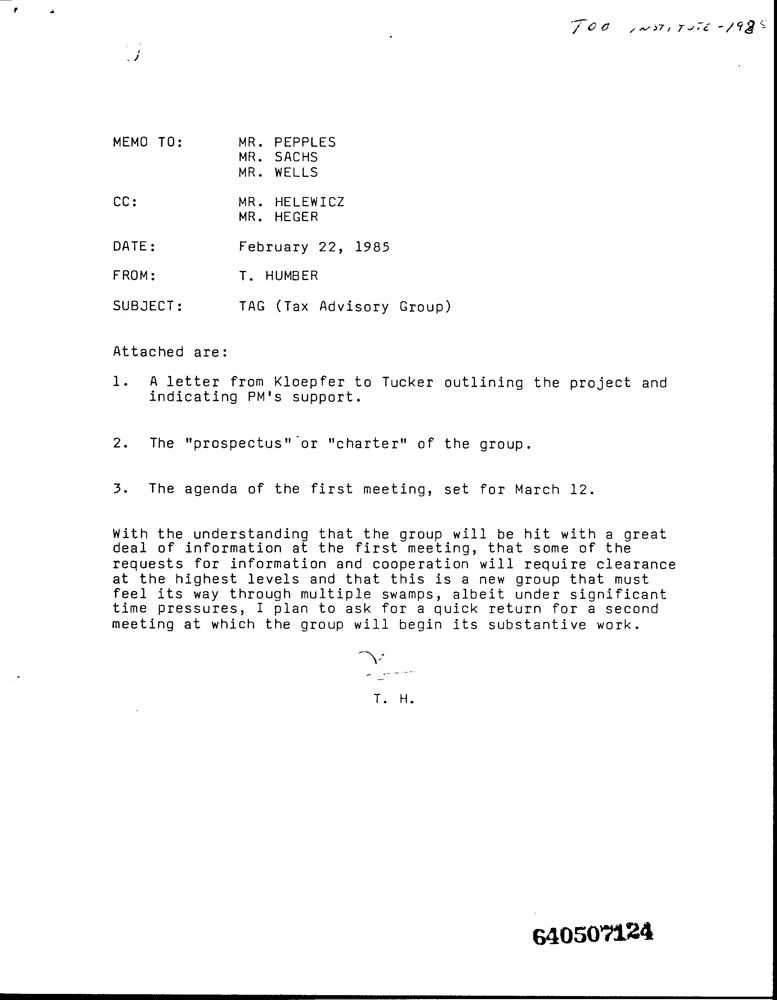 TOB INSTITUTE - 1985
MEMO TO: MR. PEPPLES
MR. SACHS
MR. WELLS
CC: MR. HELEWICZ
MR. HEGER
DATE: February 22, 1985
FROM: T. HUMBER
SUBJECT: TAG (Tax Advisory Group)
Attached are:
1. A letter from Kloepfer to Tucker outlining the project and
indicating PM's support.
2. The "prospectus" or "charter" of the group.
3. The agenda of the first meeting, set for March 12.
With the understanding that the group will be hit with a great
deal of information at the first meeting, that some of the
requests for information and cooperation will require clearance
at the highest levels and that this is a new group that must
feel its way through multiple swamps, albeit under significant
time pressures, I plan to ask for a quick return for a second
meeting at which the group will begin its substantive work.
T. H.
640507124